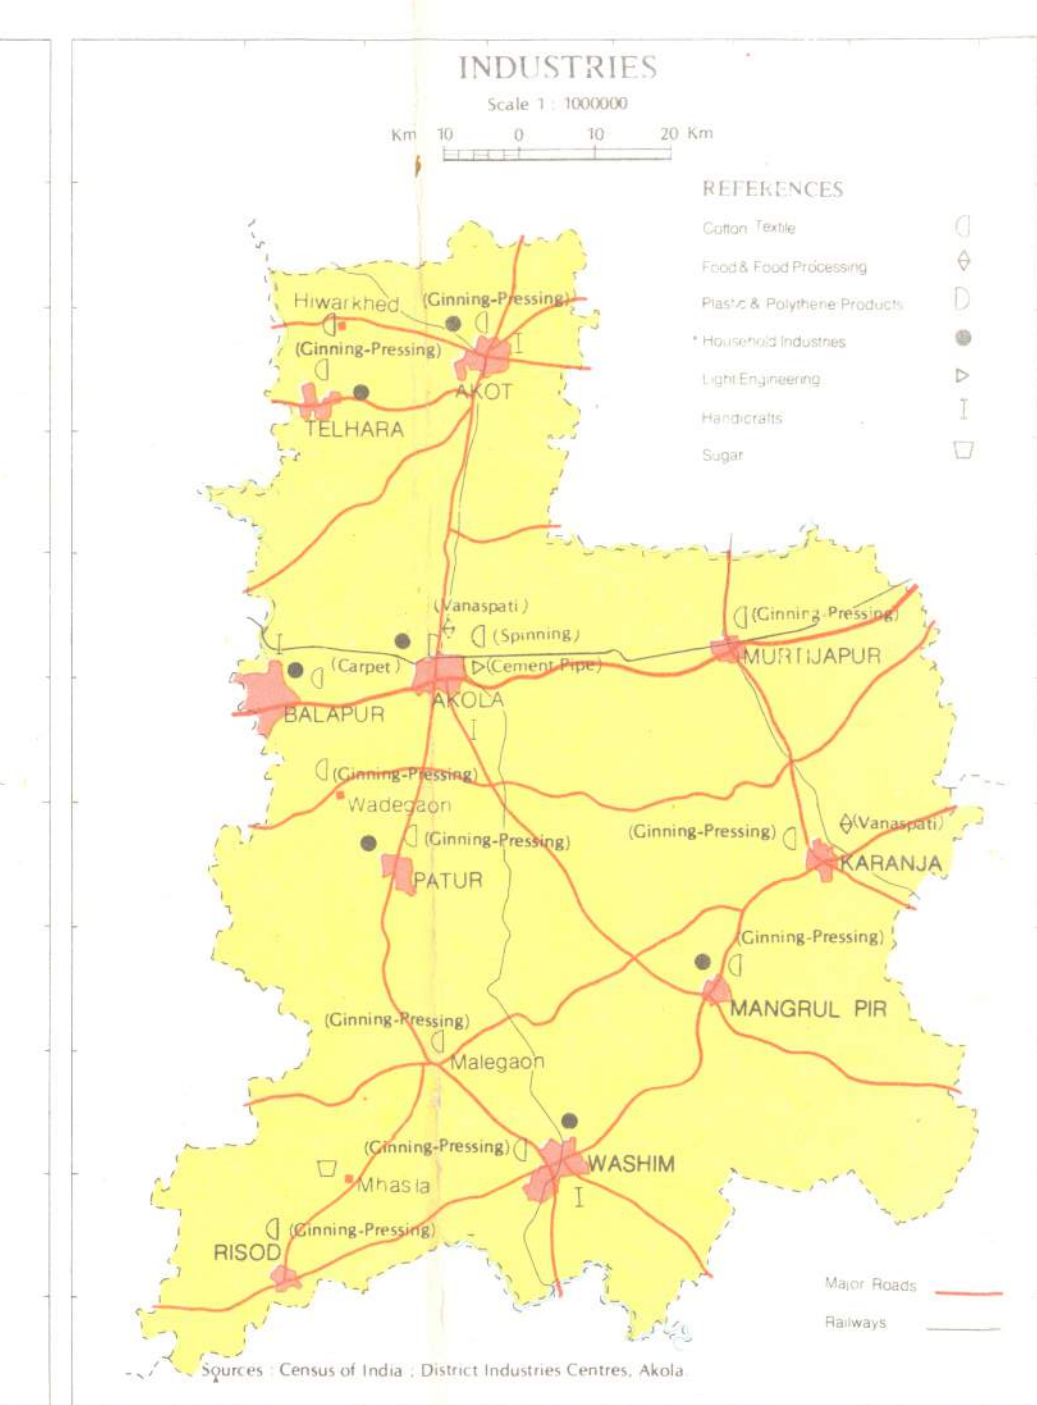 INDUSTRIES
Scale 1 : 1000000
Km 10 0 10 20 Km
REFERENCES
Cotton Textile
Food & Food Processing
Plastic & Polythene Products
Household Industries
Light Engineering
Handicrafts
Sugar
Hiwarkhed
(Ginning-Pressing)
(Ginning-Pressing)
AKOT
TELHARA
(Vanaspati)
(Spinning)
(Ginning-Pressing)
(Carpet)
(Cement Pipe)
MURTIJAPUR
AKOLA
BALAPUR
(Ginning-Pressing)
Wadegaon
(Ginning-Pressing)
(Ginning-Pressing)
(Vanaspati)
KARANJA
PATUR
(Ginning-Pressing)
MANGRUL PIR
(Ginning-Pressing)
Malegaon
(Ginning-Pressing)
WASHIM
Mhasla
(Ginning-Pressing)
RISOD
Major Roads
Railways
Sources : Census of India ; District Industries Centres, Akola.